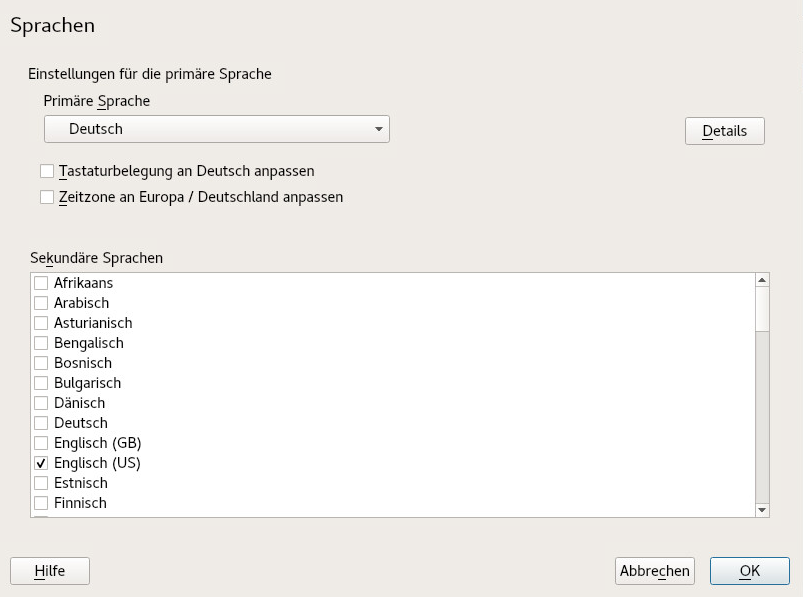 Sprachen
Einstellungen für die primäre Sprache
Primäre Sprache
Deutsch
Details
Tastaturbelegung an Deutsch anpassen
Zeitzone an Europa / Deutschland anpassen
Sekundäre Sprachen
Afrikaans
Arabisch
Asturianisch
Bengalisch
Bosnisch
Bulgarisch
Dänisch
Deutsch
Englisch (GB)
Englisch (US)
Estnisch
Finnisch
Hilfe
Abbrechen
OK